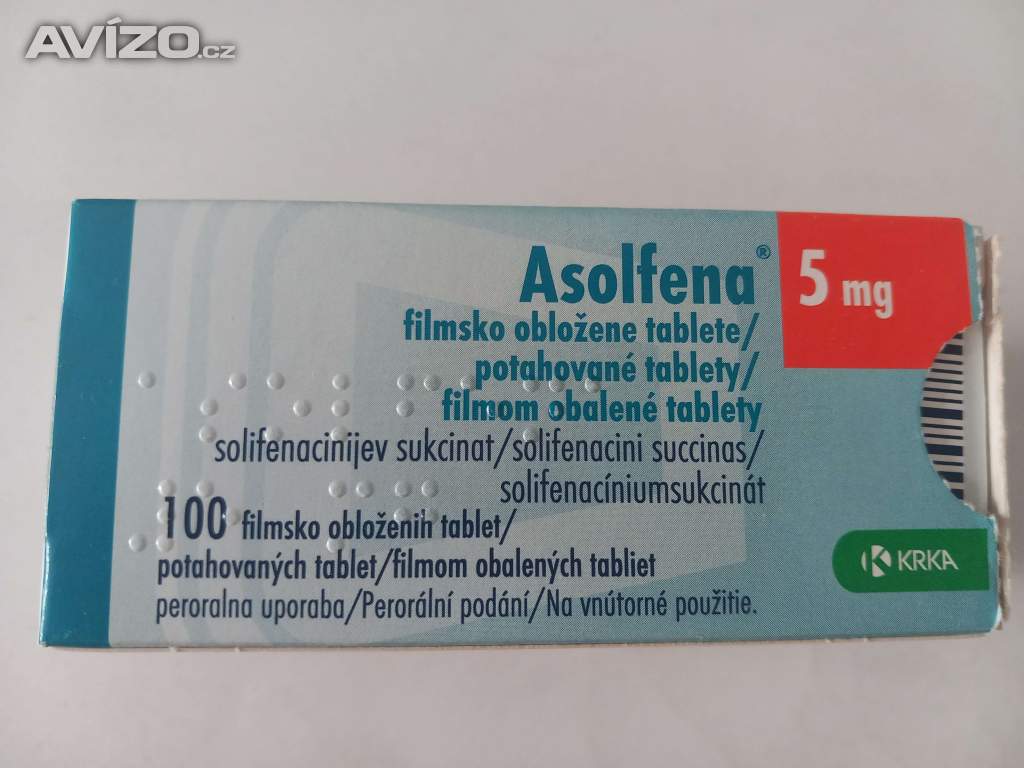 AVÍZO.cz
Asolfena®
5 mg
filmsko obložene tablete/
potahované tablety/
filmom obalené tablety
solifenacinijev sukcinat/solifenacini succinas/
solifenacíniumsukcinát
100 filmsko obloženih tablet/
potahovaných tablet/filmom obalených tabliet
peroralna uporaba/Perorální podání/Na vnútorné použitie.
KRKA